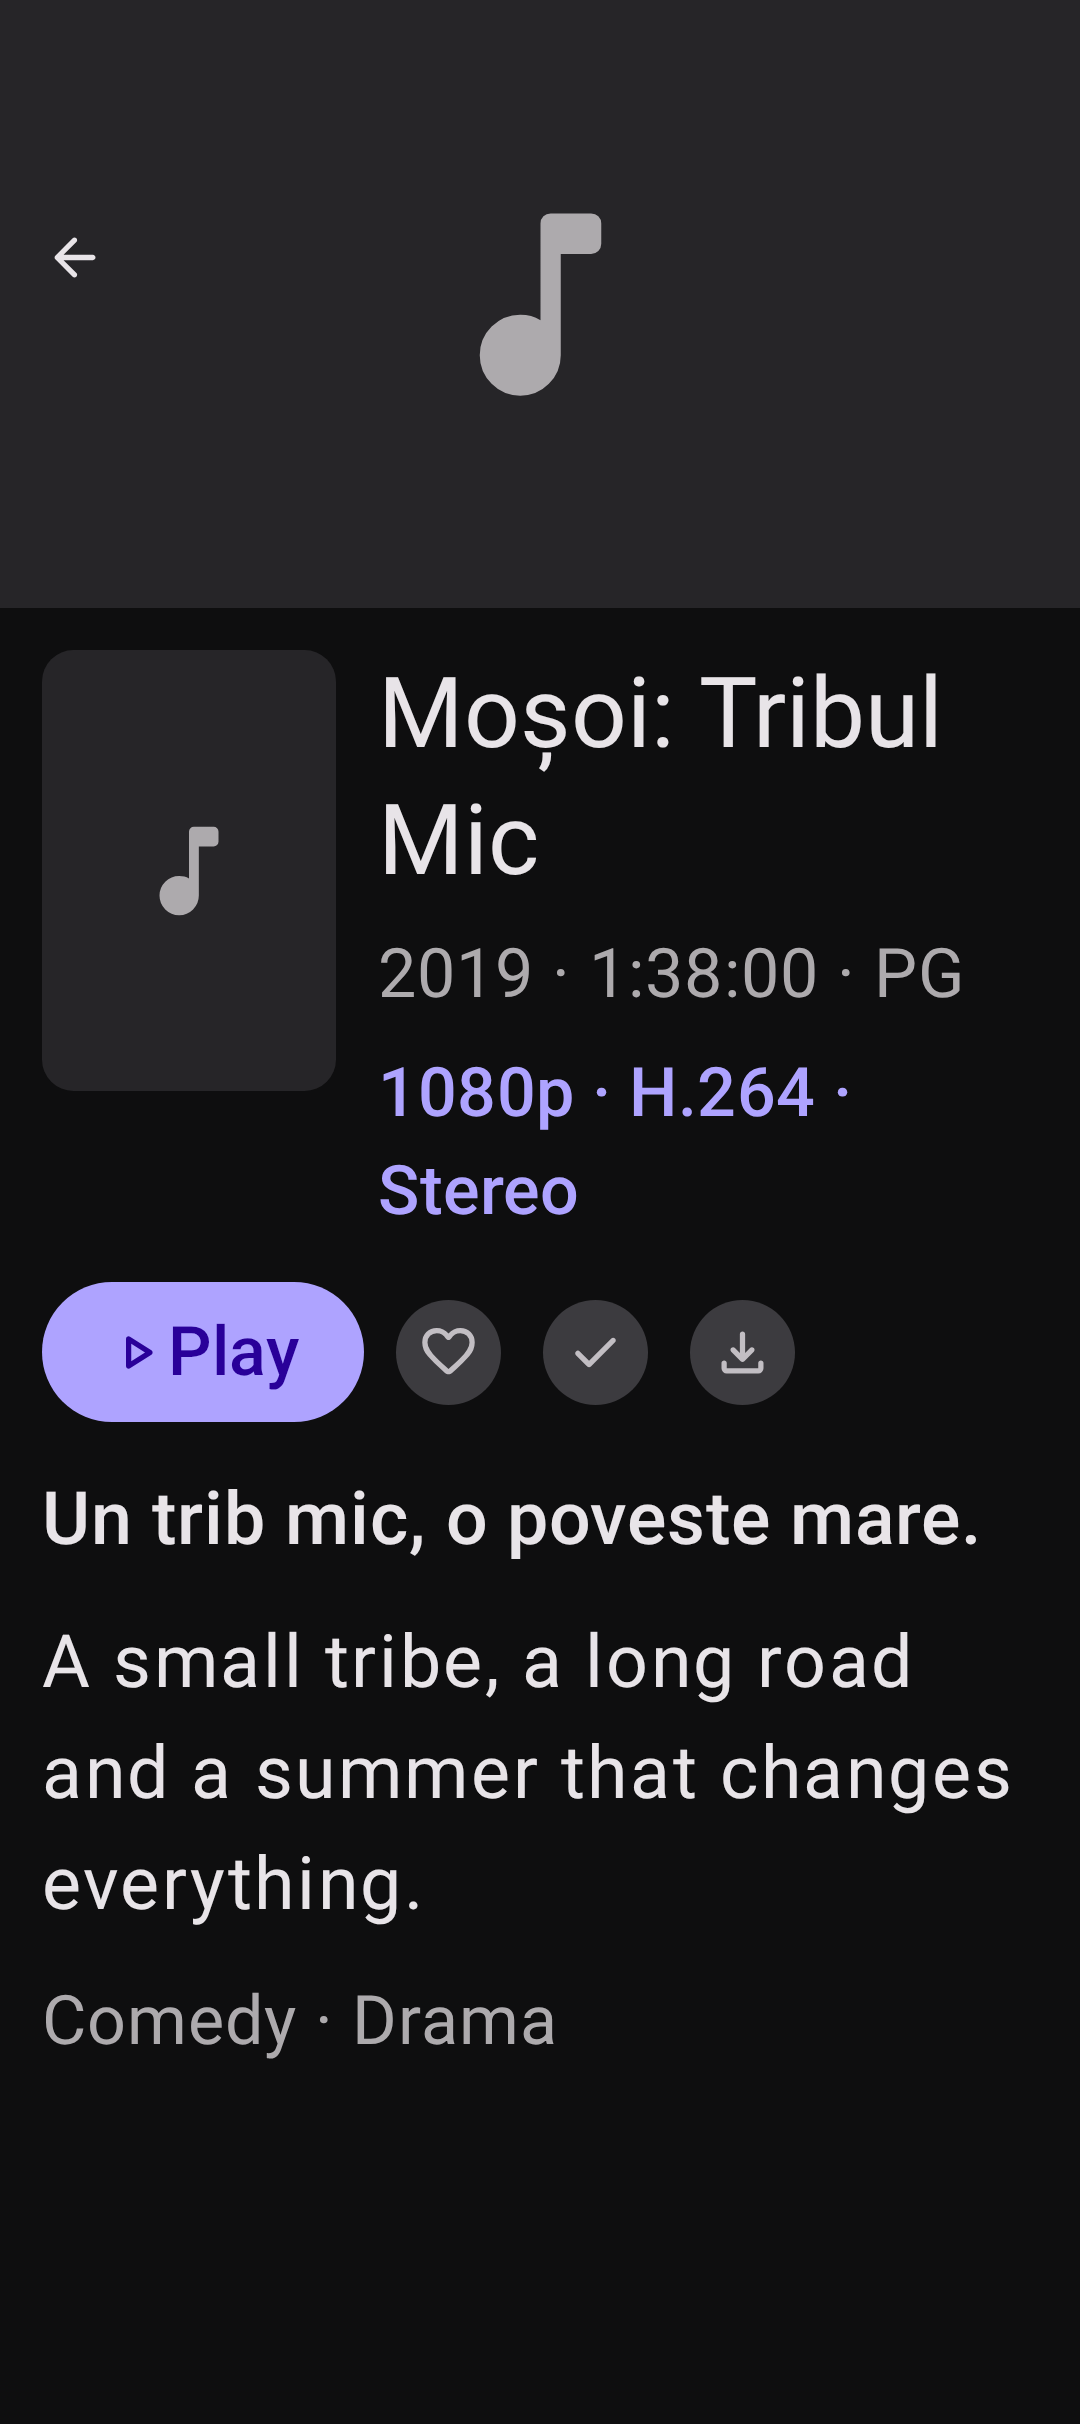 Moșoi: Tribul
Mic
2019 · 1:38:00 · PG
1080p · H.264 ·
Stereo
Play
Un trib mic, o poveste mare.
A small tribe, a long road
and a summer that changes
everything.
Comedy · Drama